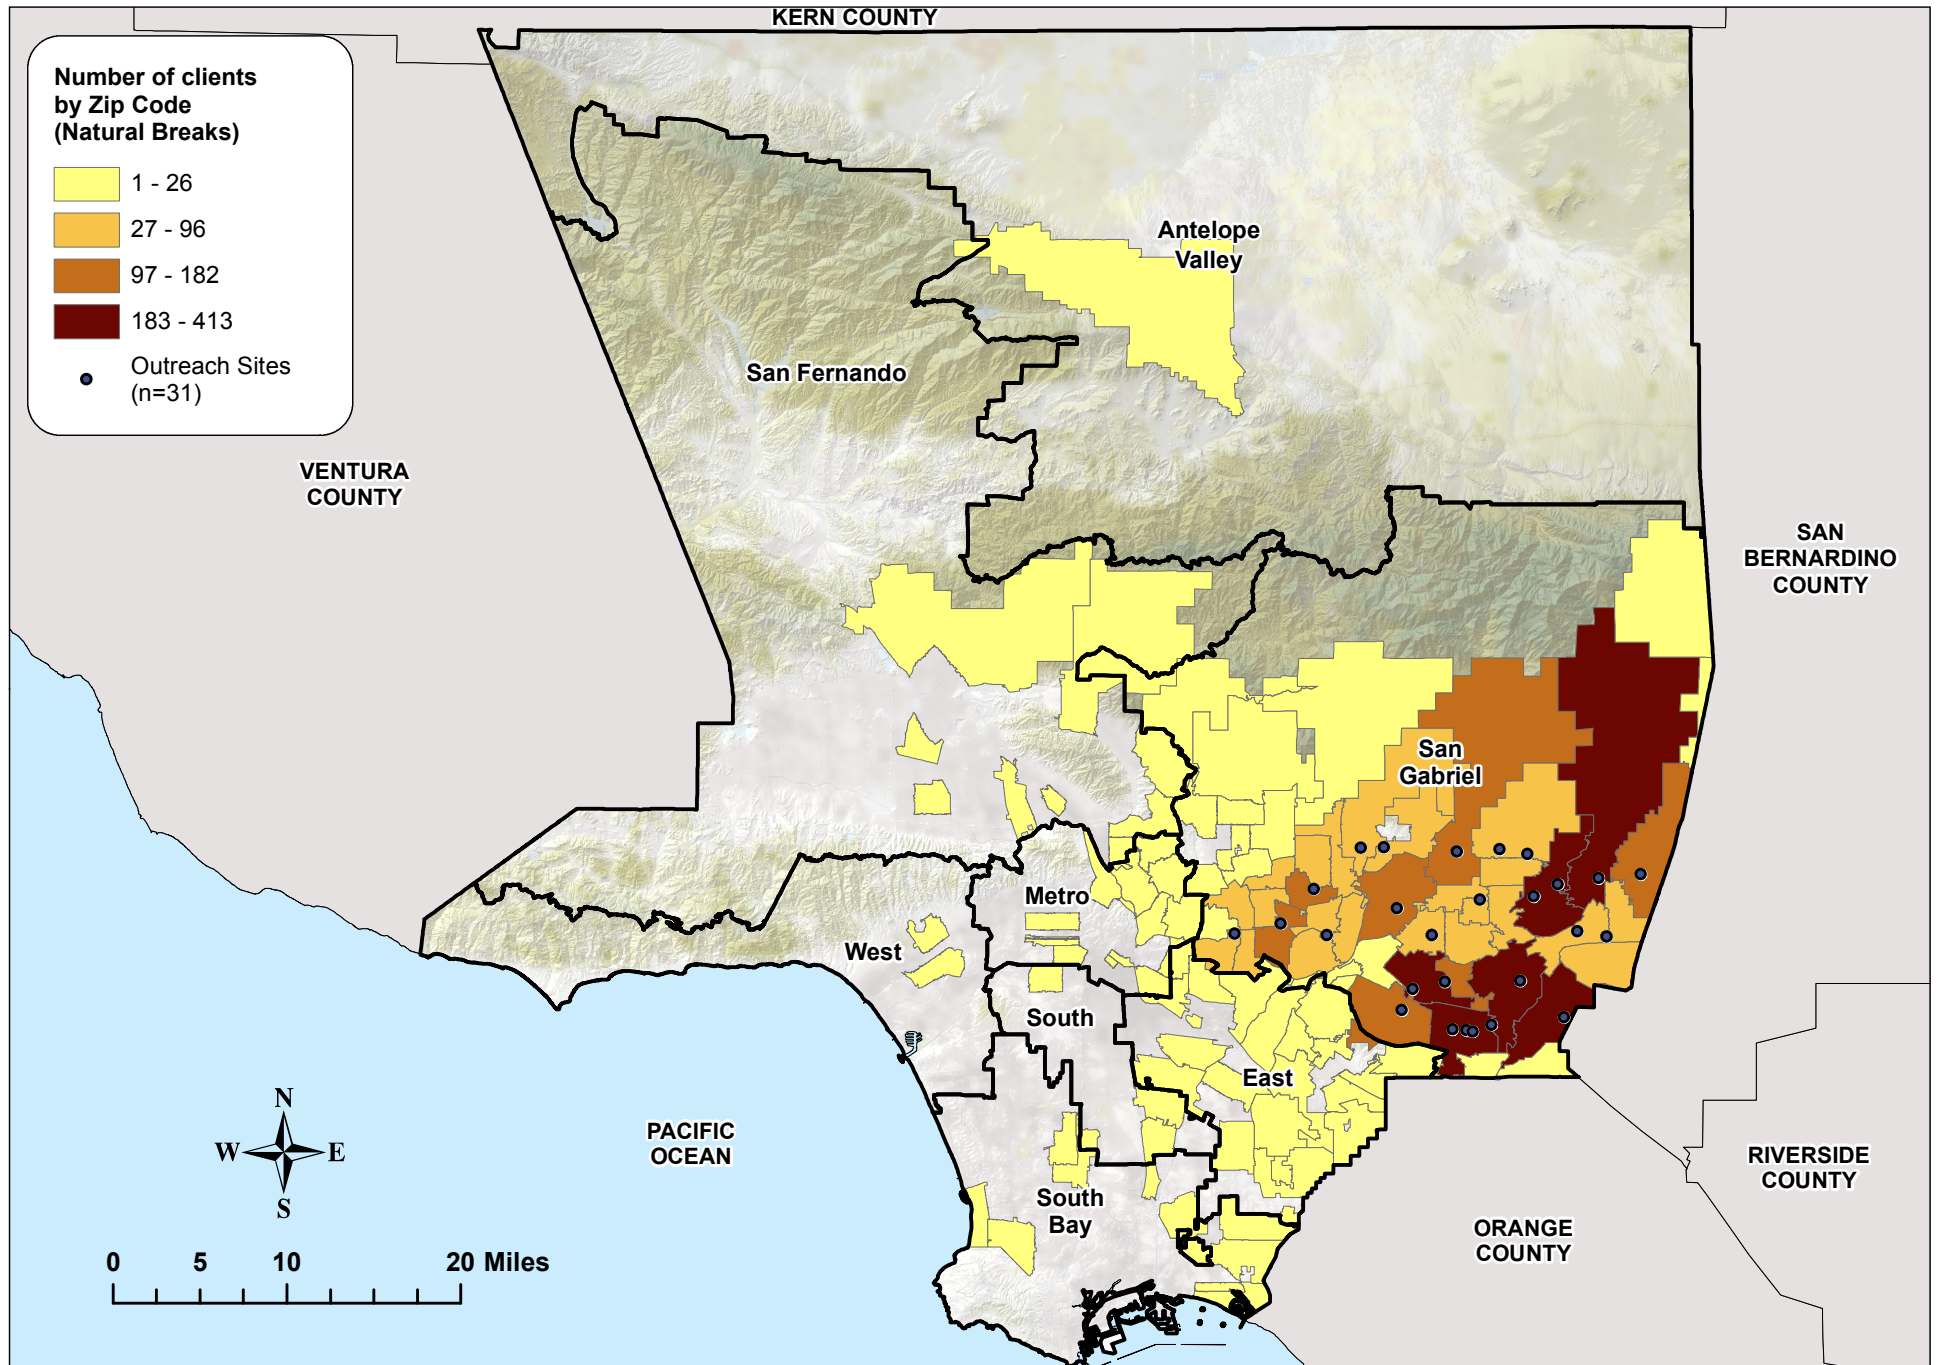 KERN COUNTY
Number of clients
by Zip Code
(Natural Breaks)
1 - 26
27 - 96
97 - 182
183 - 413
Outreach Sites
(n=31)
Antelope
Valley
San Fernando
VENTURA
COUNTY
SAN
BERNARDINO
COUNTY
San
Gabriel
Metro
West
South
East
PACIFIC
OCEAN
South
Bay
RIVERSIDE
COUNTY
ORANGE
COUNTY
N
W E
S
0 5 10 20 Miles